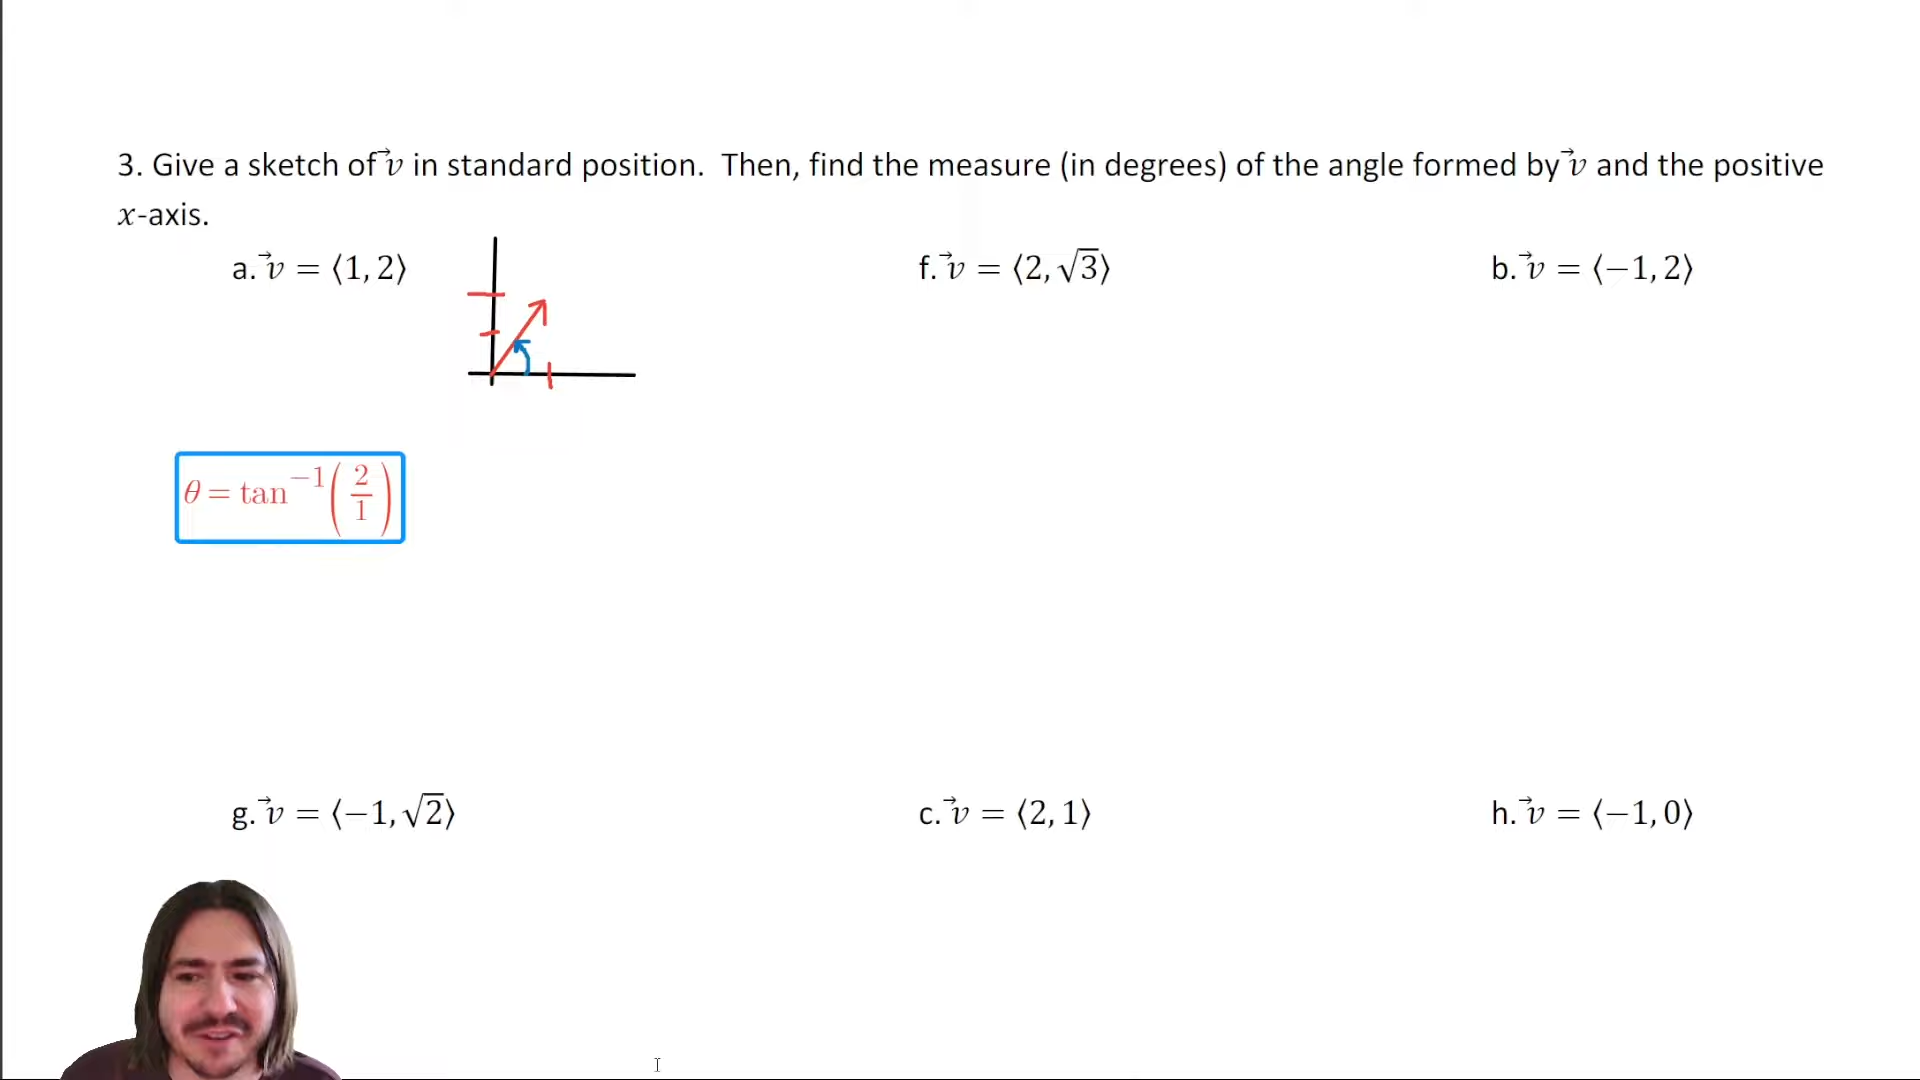 3. Give a sketch of v⃗ in standard position.  Then, find the measure (in degrees) of the angle formed by v⃗ and the positive
x-axis.
a. v⃗ = ⟨1, 2⟩
f. v⃗ = ⟨2, √3⟩
b. v⃗ = ⟨−1, 2⟩
θ = tan⁻¹(2/1)
g. v⃗ = ⟨−1, √2⟩
c. v⃗ = ⟨2, 1⟩
h. v⃗ = ⟨−1, 0⟩